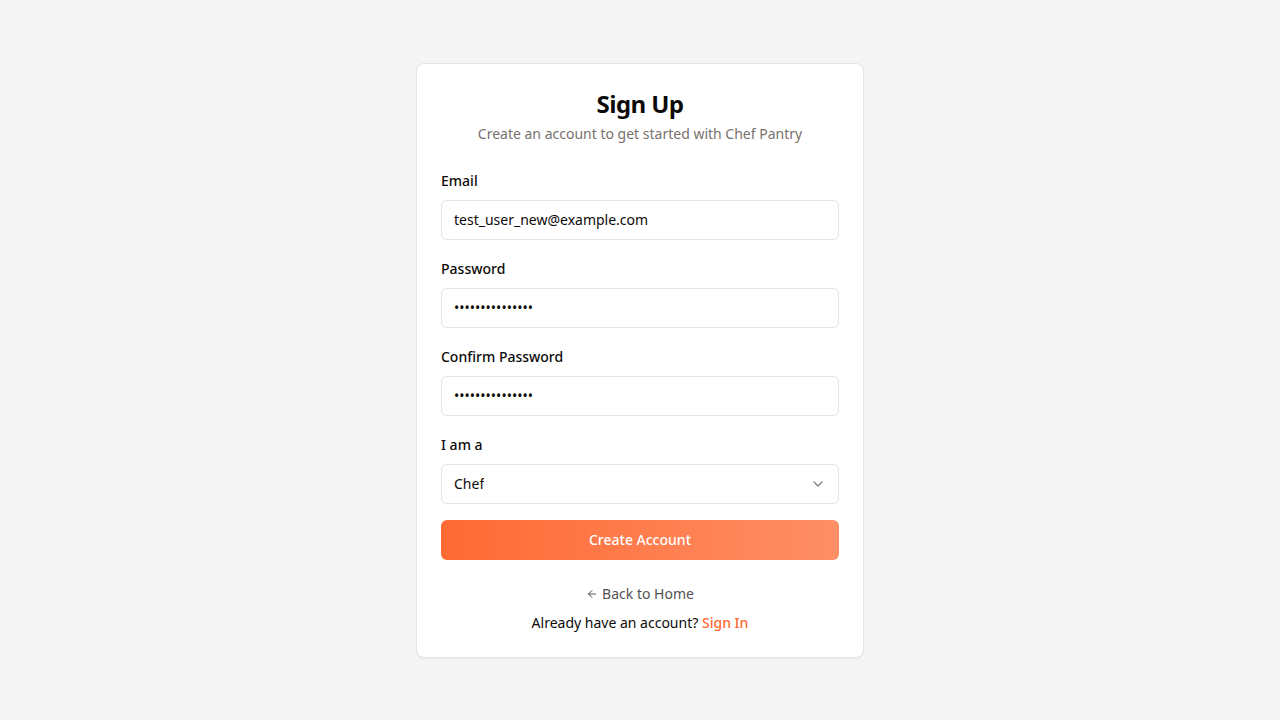 Sign Up
Create an account to get started with Chef Pantry
Email
test_user_new@example.com
Password
•••••••••••••••
Confirm Password
•••••••••••••••
I am a
Chef
Create Account
← Back to Home
Already have an account? Sign In